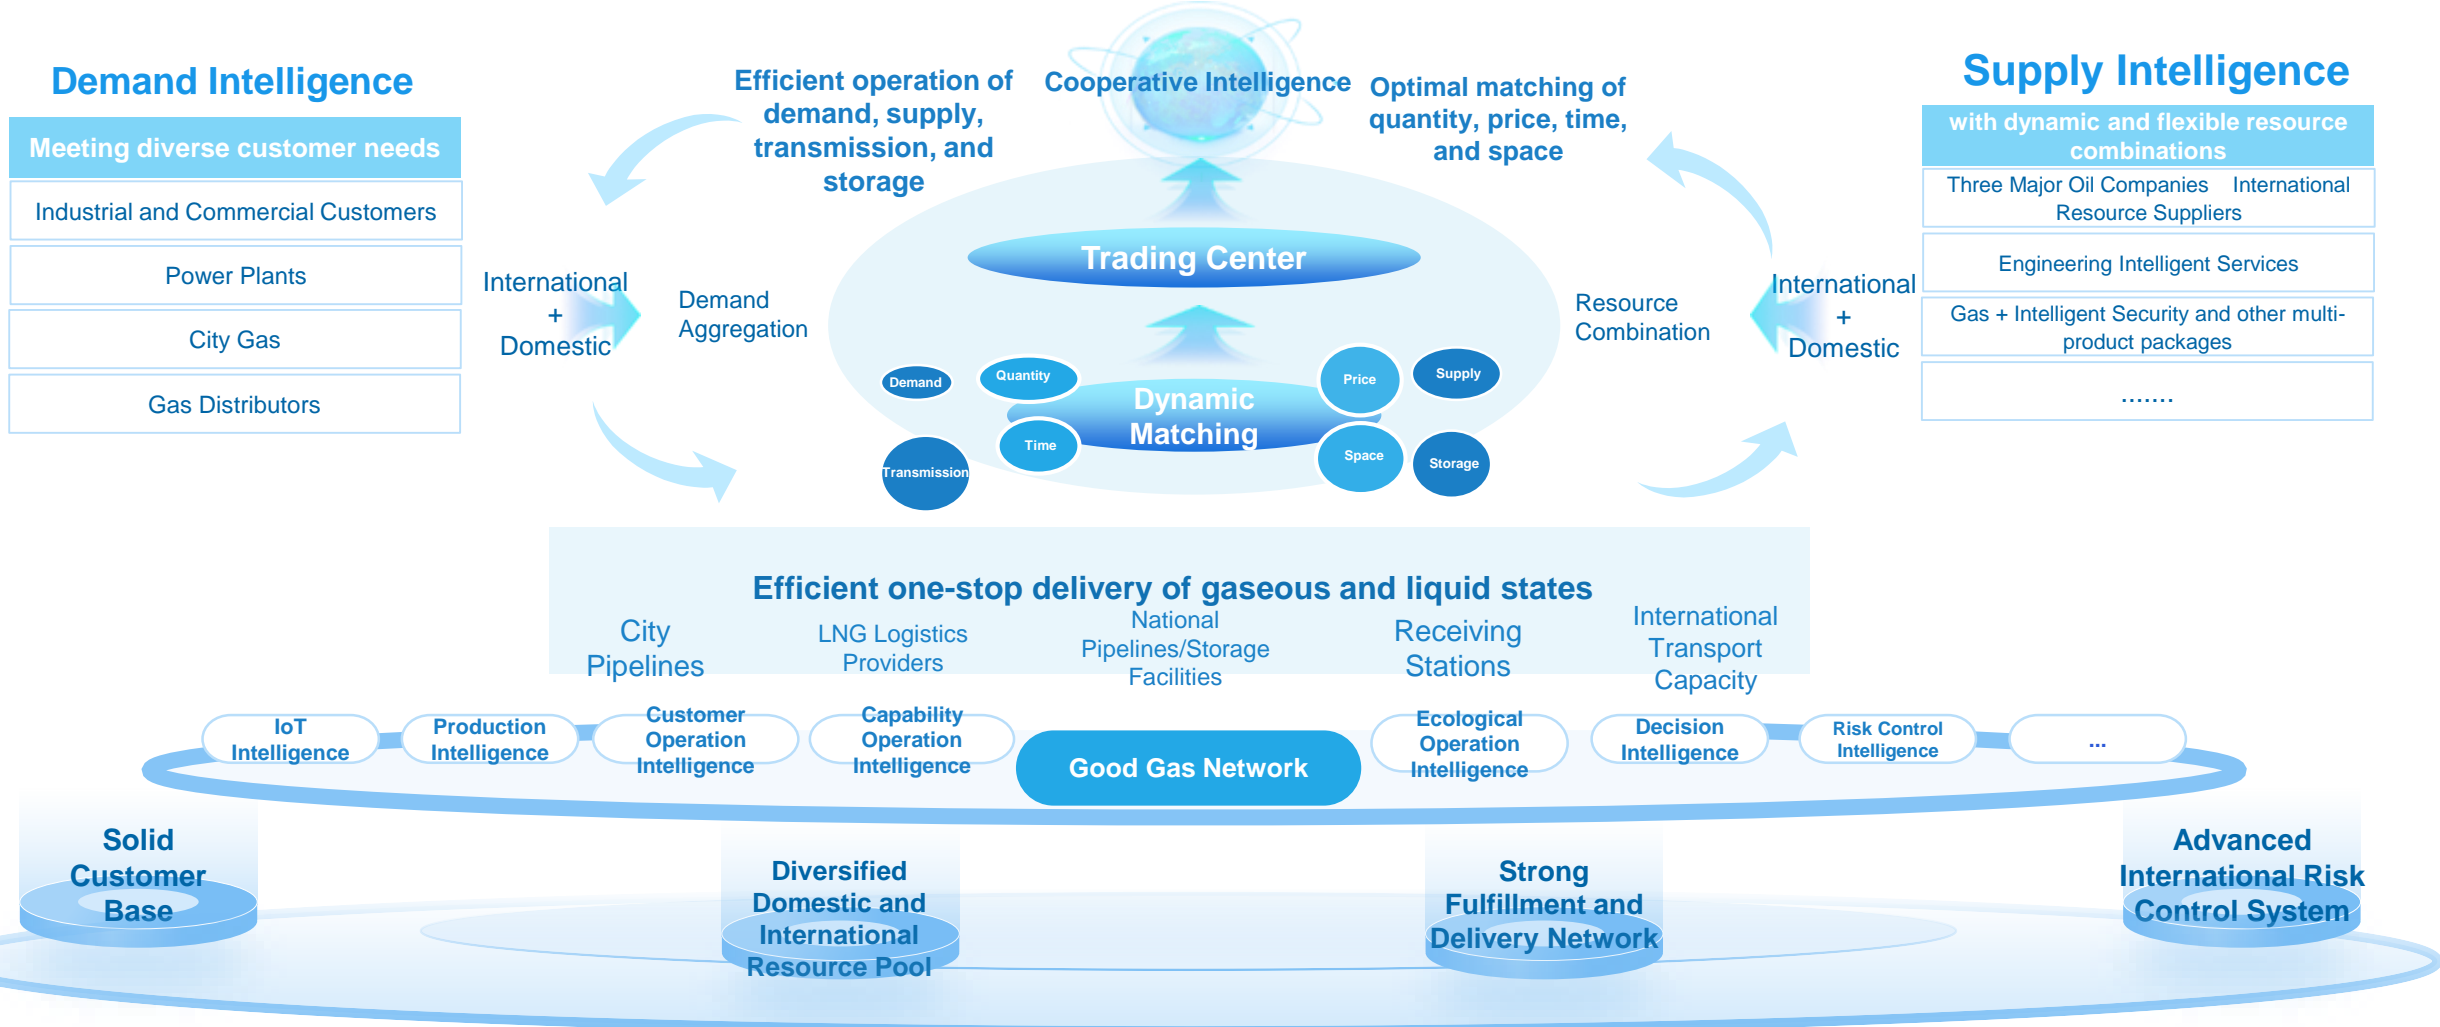 Demand Intelligence
Meeting diverse customer needs
Industrial and Commercial Customers
Power Plants
City Gas
Gas Distributors
International
+
Domestic
Demand
Aggregation
Efficient operation of
demand, supply,
transmission, and
storage
Cooperative Intelligence
Optimal matching of
quantity, price, time,
and space
Trading Center
Dynamic
Matching
Demand
Quantity
Time
Transmission
Price
Supply
Space
Storage
Resource
Combination
International
+
Domestic
Supply Intelligence
with dynamic and flexible resource
combinations
Three Major Oil Companies International
Resource Suppliers
Engineering Intelligent Services
Gas + Intelligent Security and other multi-
product packages
.......
Efficient one-stop delivery of gaseous and liquid states
City
Pipelines
LNG Logistics
Providers
National
Pipelines/Storage
Facilities
Receiving
Stations
International
Transport
Capacity
IoT
Intelligence
Production
Intelligence
Customer
Operation
Intelligence
Capability
Operation
Intelligence
Good Gas Network
Ecological
Operation
Intelligence
Decision
Intelligence
Risk Control
Intelligence
...
Solid
Customer
Base
Diversified
Domestic and
International
Resource Pool
Strong
Fulfillment and
Delivery Network
Advanced
International Risk
Control System